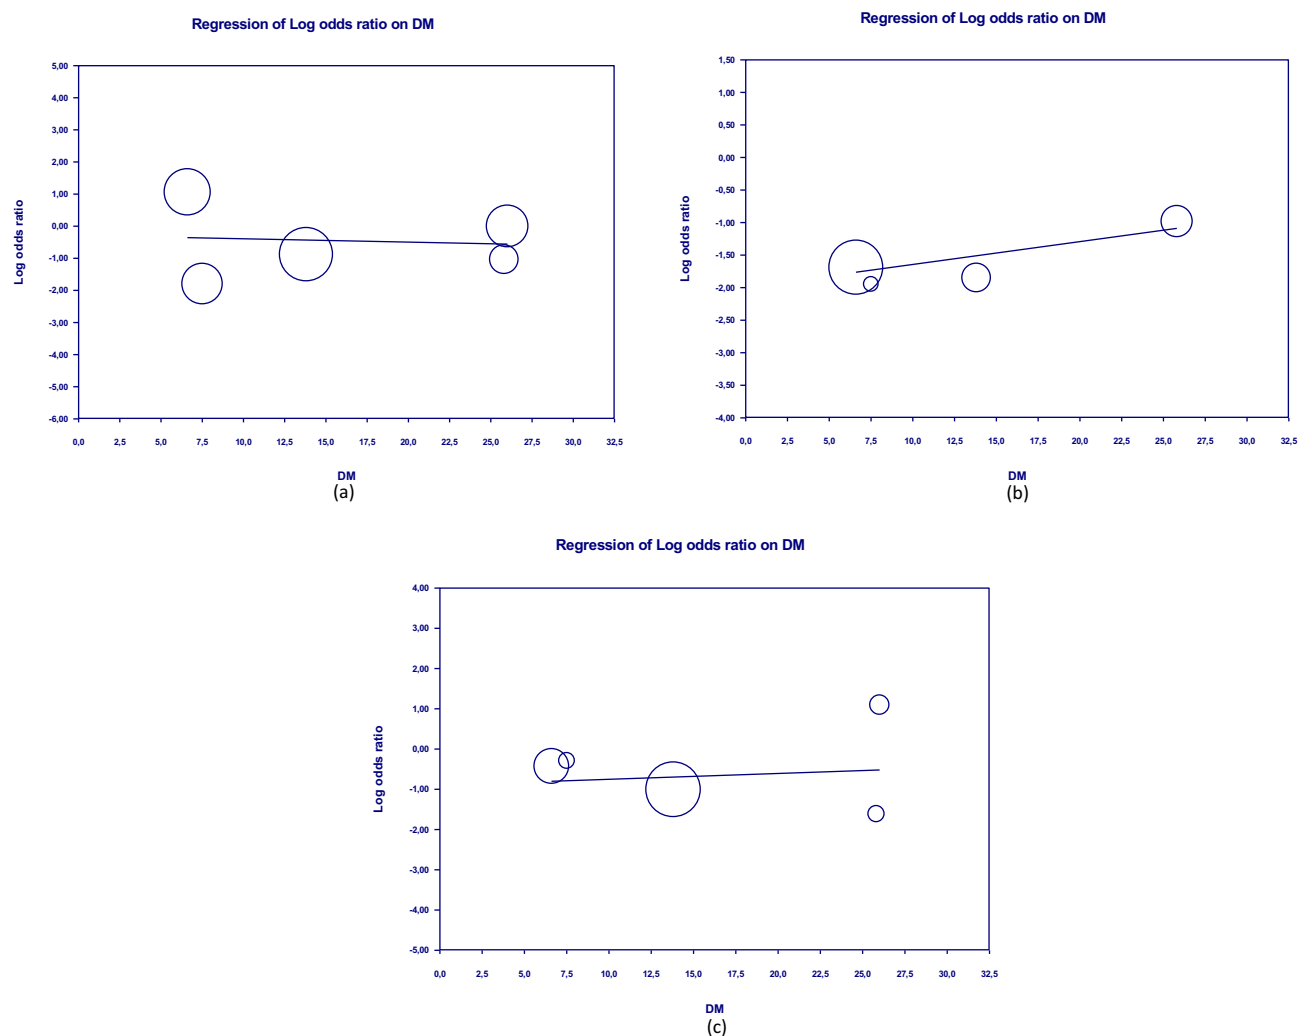 Regression of Log odds ratio on DM
5,00
4,00
3,00
2,00
1,00
0,00
-1,00
-2,00
-3,00
-4,00
-5,00
-6,00
Log odds ratio
0,0 2,5 5,0 7,5 10,0 12,5 15,0 17,5 20,0 22,5 25,0 27,5 30,0 32,5
DM
(a)
Regression of Log odds ratio on DM
1,50
1,00
0,50
0,00
-0,50
-1,00
-1,50
-2,00
-2,50
-3,00
-3,50
-4,00
Log odds ratio
0,0 2,5 5,0 7,5 10,0 12,5 15,0 17,5 20,0 22,5 25,0 27,5 30,0 32,5
DM
(b)
Regression of Log odds ratio on DM
4,00
3,00
2,00
1,00
0,00
-1,00
-2,00
-3,00
-4,00
-5,00
Log odds ratio
0,0 2,5 5,0 7,5 10,0 12,5 15,0 17,5 20,0 22,5 25,0 27,5 30,0 32,5
DM
(c)